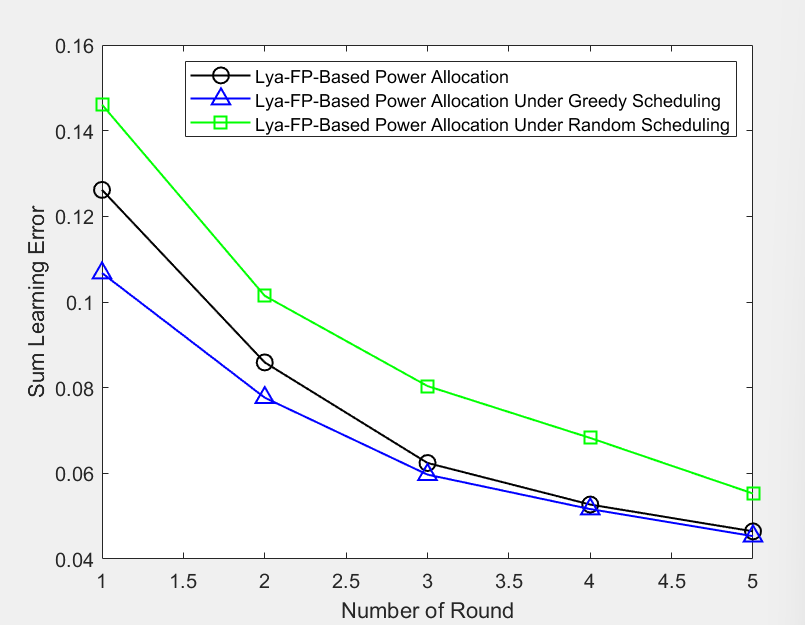 0.16
0.14
0.12
0.1
0.08
0.06
0.04
Sum Learning Error
Lya-FP-Based Power Allocation
Lya-FP-Based Power Allocation Under Greedy Scheduling
Lya-FP-Based Power Allocation Under Random Scheduling
1 1.5 2 2.5 3 3.5 4 4.5 5
Number of Round